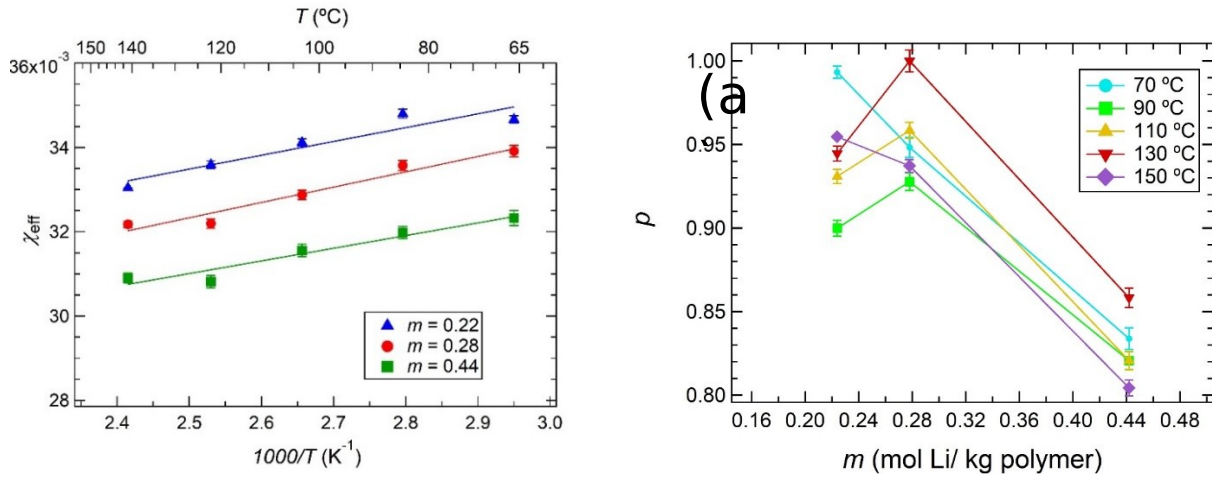 T (ºC)
150 140 120 100 80 65
36x10⁻³
34
32
30
28
χeff
m = 0.22
m = 0.28
m = 0.44
2.4 2.5 2.6 2.7 2.8 2.9 3.0
1000/T (K⁻¹)
(a
1.00
0.95
0.90
0.85
0.80
p
70 ºC
90 ºC
110 ºC
130 ºC
150 ºC
0.16 0.20 0.24 0.28 0.32 0.36 0.40 0.44 0.48
m (mol Li/ kg polymer)